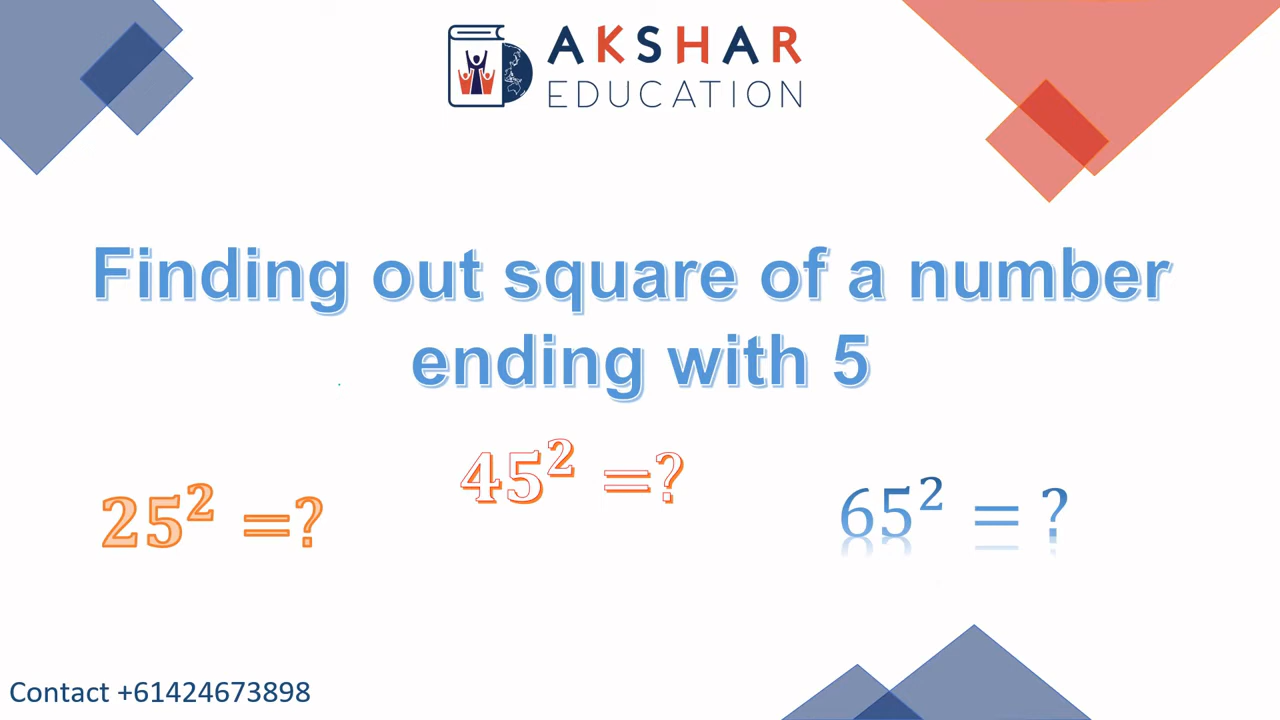 AKSHAR
EDUCATION
Finding out square of a number
ending with 5
25² =?
45² =?
65² = ?
Contact +61424673898